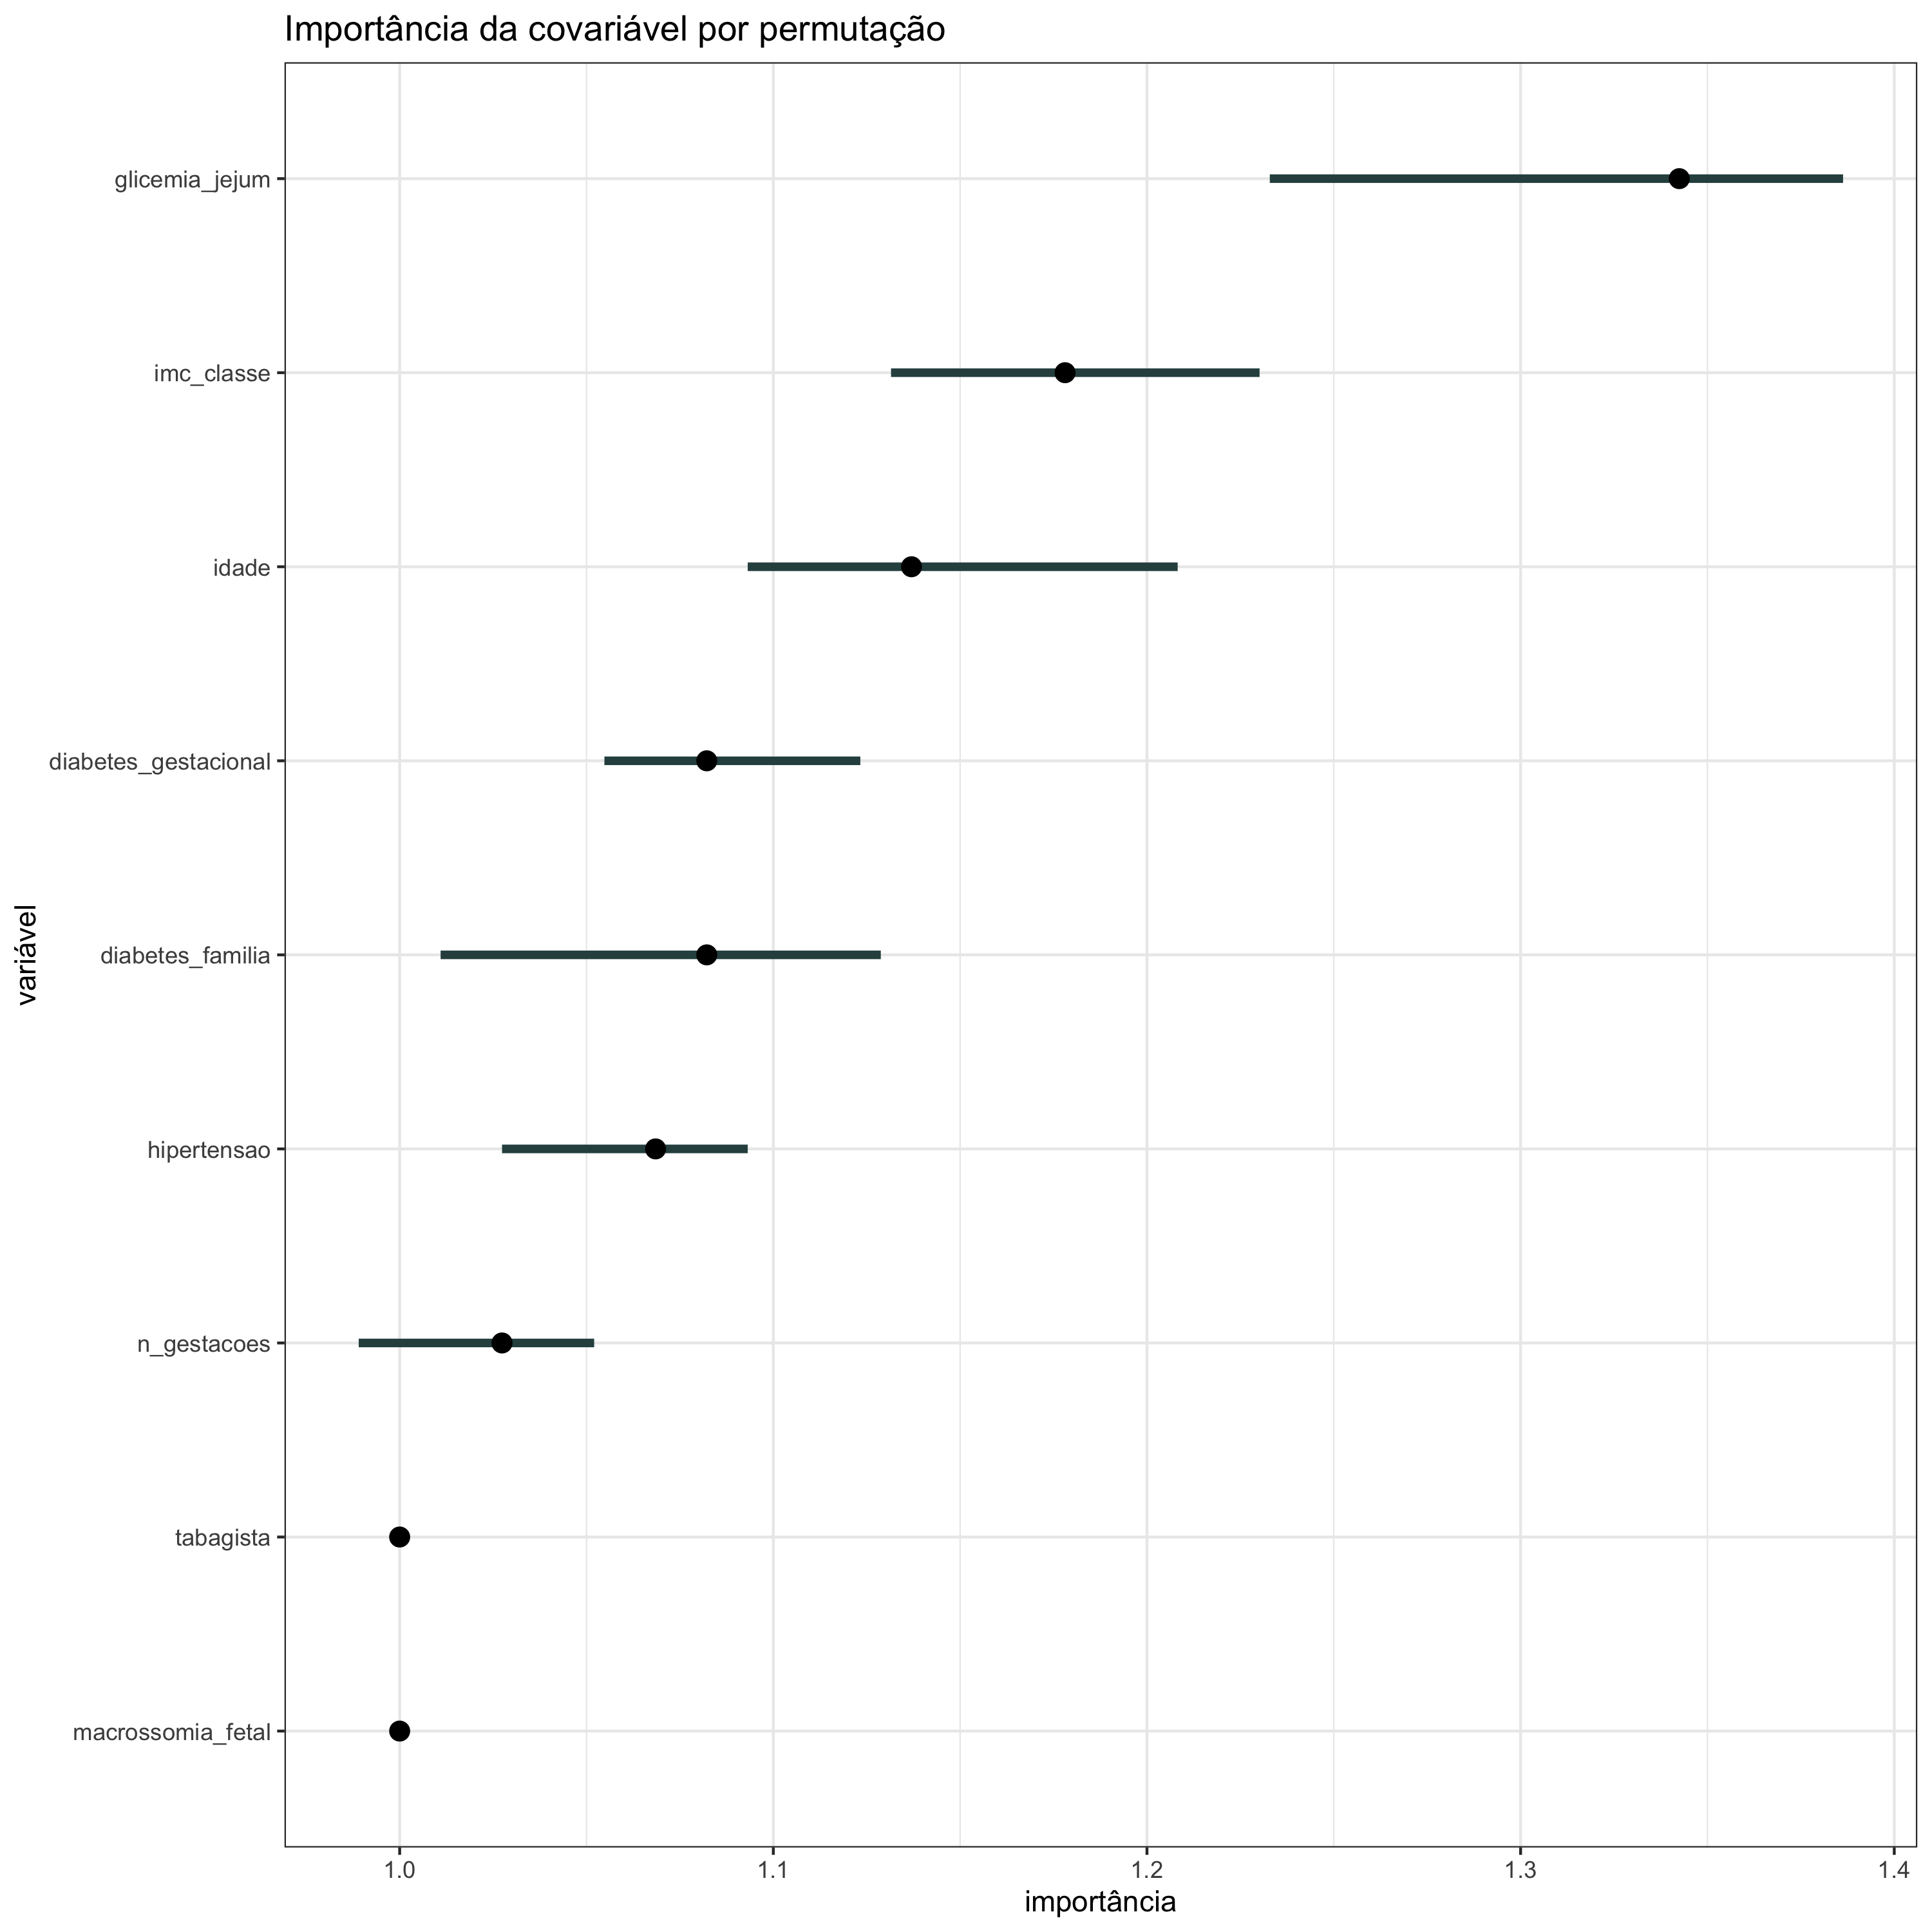 Importância da covariável por permutação
variável
glicemia_jejum
imc_classe
idade
diabetes_gestacional
diabetes_familia
hipertensao
n_gestacoes
tabagista
macrossomia_fetal
1.0 1.1 1.2 1.3 1.4
importância